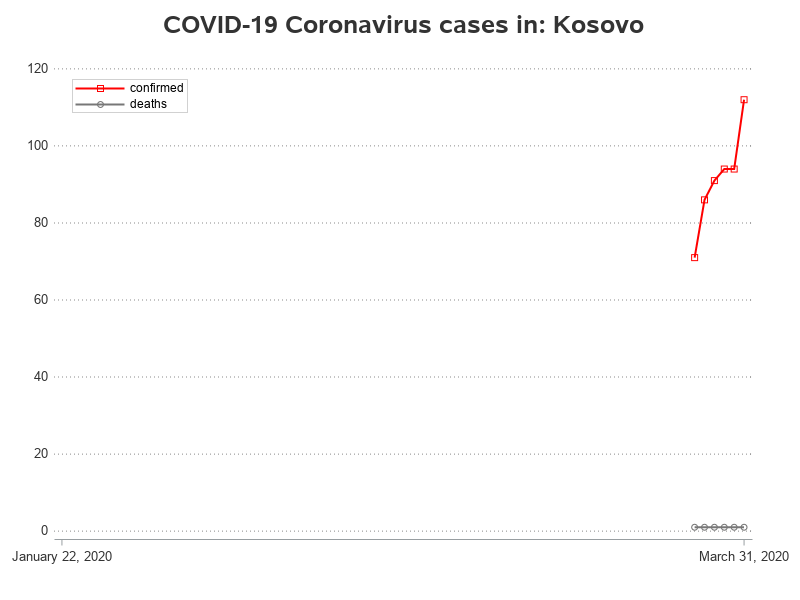 COVID-19 Coronavirus cases in: Kosovo
120
confirmed
deaths
100
80
60
40
20
0
January 22, 2020
March 31, 2020